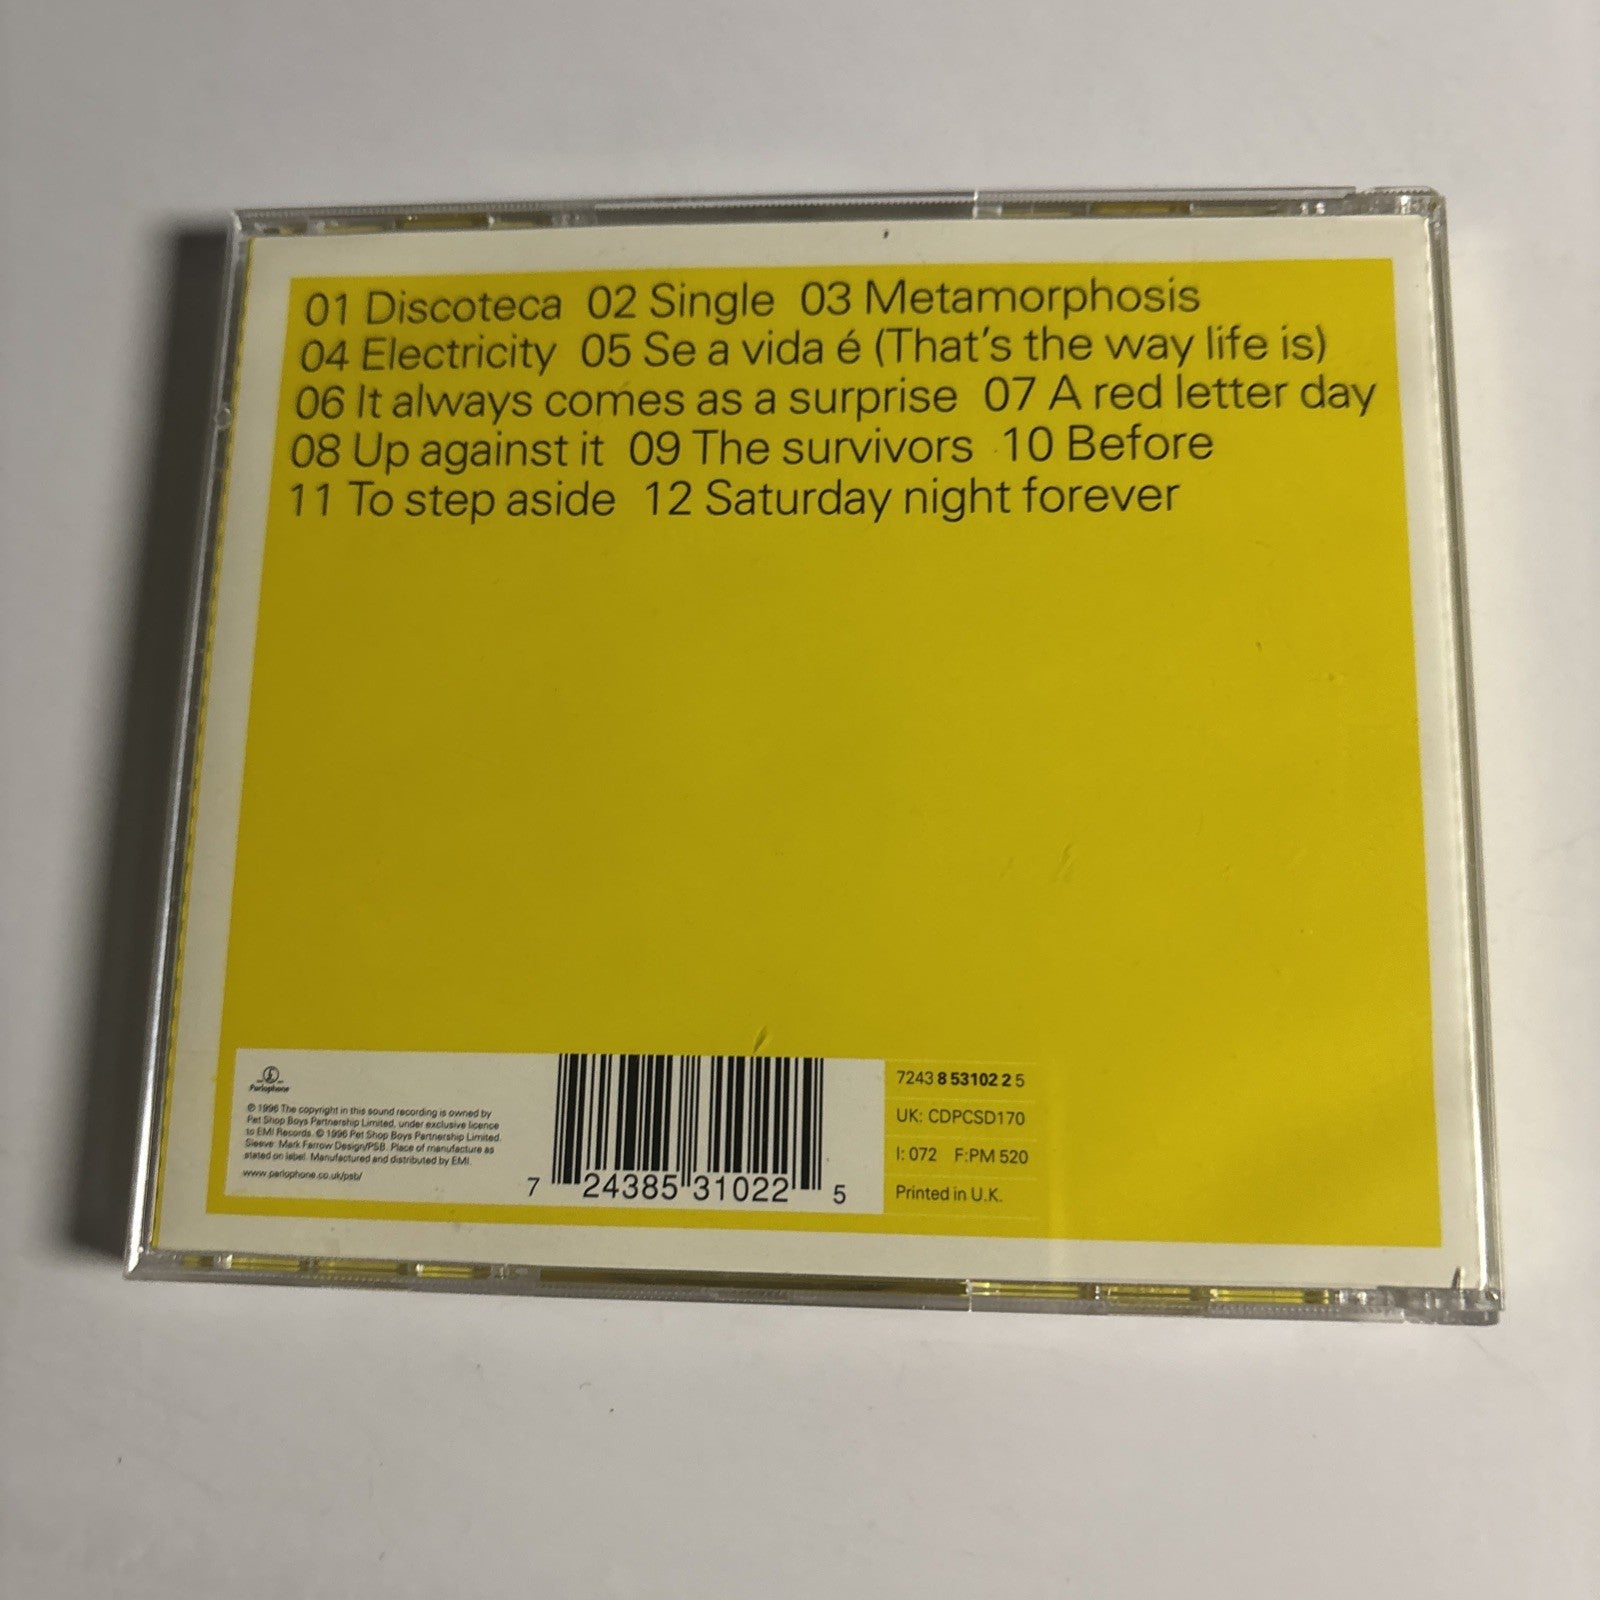 01 Discoteca 02 Single 03 Metamorphosis
04 Electricity 05 Se a vida é (That's the way life is)
06 It always comes as a surprise 07 A red letter day
08 Up against it 09 The survivors 10 Before
11 To step aside 12 Saturday night forever
Parlophone
℗ 1996 The copyright in this sound recording is owned by
Pet Shop Boys Partnership Limited, under exclusive licence
to EMI Records. © 1996 Pet Shop Boys Partnership Limited.
Sleeve: Mark Farrow Design/PSB. Place of manufacture as
stated on label. Manufactured and distributed by EMI.
www.parlophone.co.uk/psb/
7 24385 31022 5
7243 8 53102 2 5
UK: CDPCSD170
I: 072 F:PM 520
Printed in U.K.